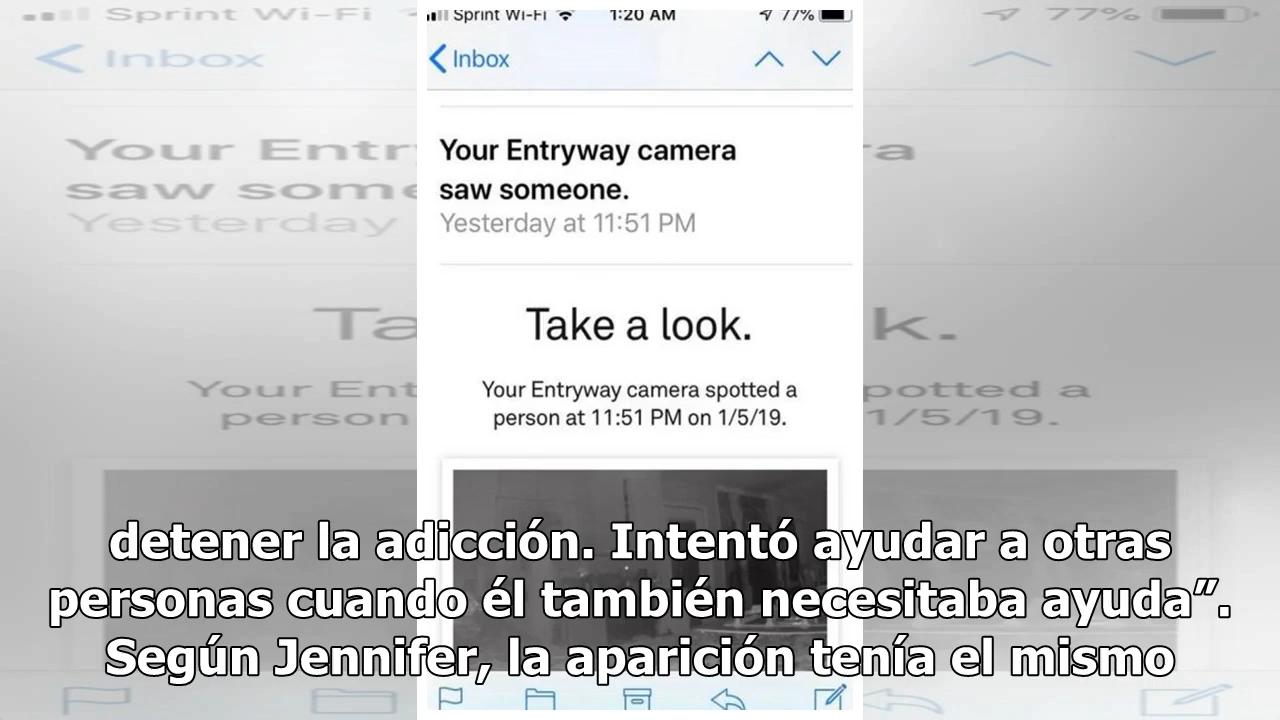 Sprint Wi-Fi 1:20 AM 77%
Inbox
Your Entryway camera
saw someone.
Yesterday at 11:51 PM
Take a look.
Your Entryway camera spotted a
person at 11:51 PM on 1/5/19.
detener la adicción. Intentó ayudar a otras
personas cuando él también necesitaba ayuda”.
Según Jennifer, la aparición tenía el mismo